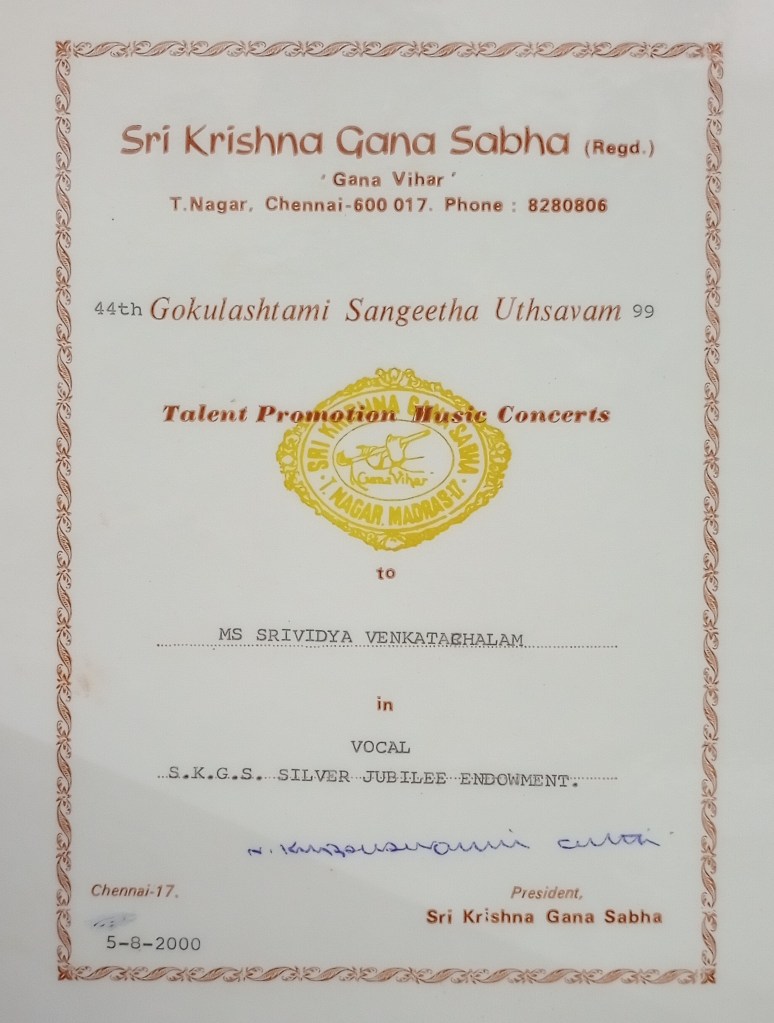 Sri Krishna Gana Sabha (Regd.)
' Gana Vihar '
T.Nagar, Chennai-600 017. Phone : 8280806
44th Gokulashtami Sangeetha Uthsavam 99
Talent Promotion Music Concerts
SRI KRISHNA GANA SABHA
Gana Vihar
· T. NAGAR. MADRAS-17. ·
to
MS SRIVIDYA VENKATACHALAM
in
VOCAL
S.K.G.S. SILVER JUBILEE ENDOWMENT.
Chennai-17.
President,
Sri Krishna Gana Sabha
5-8-2000